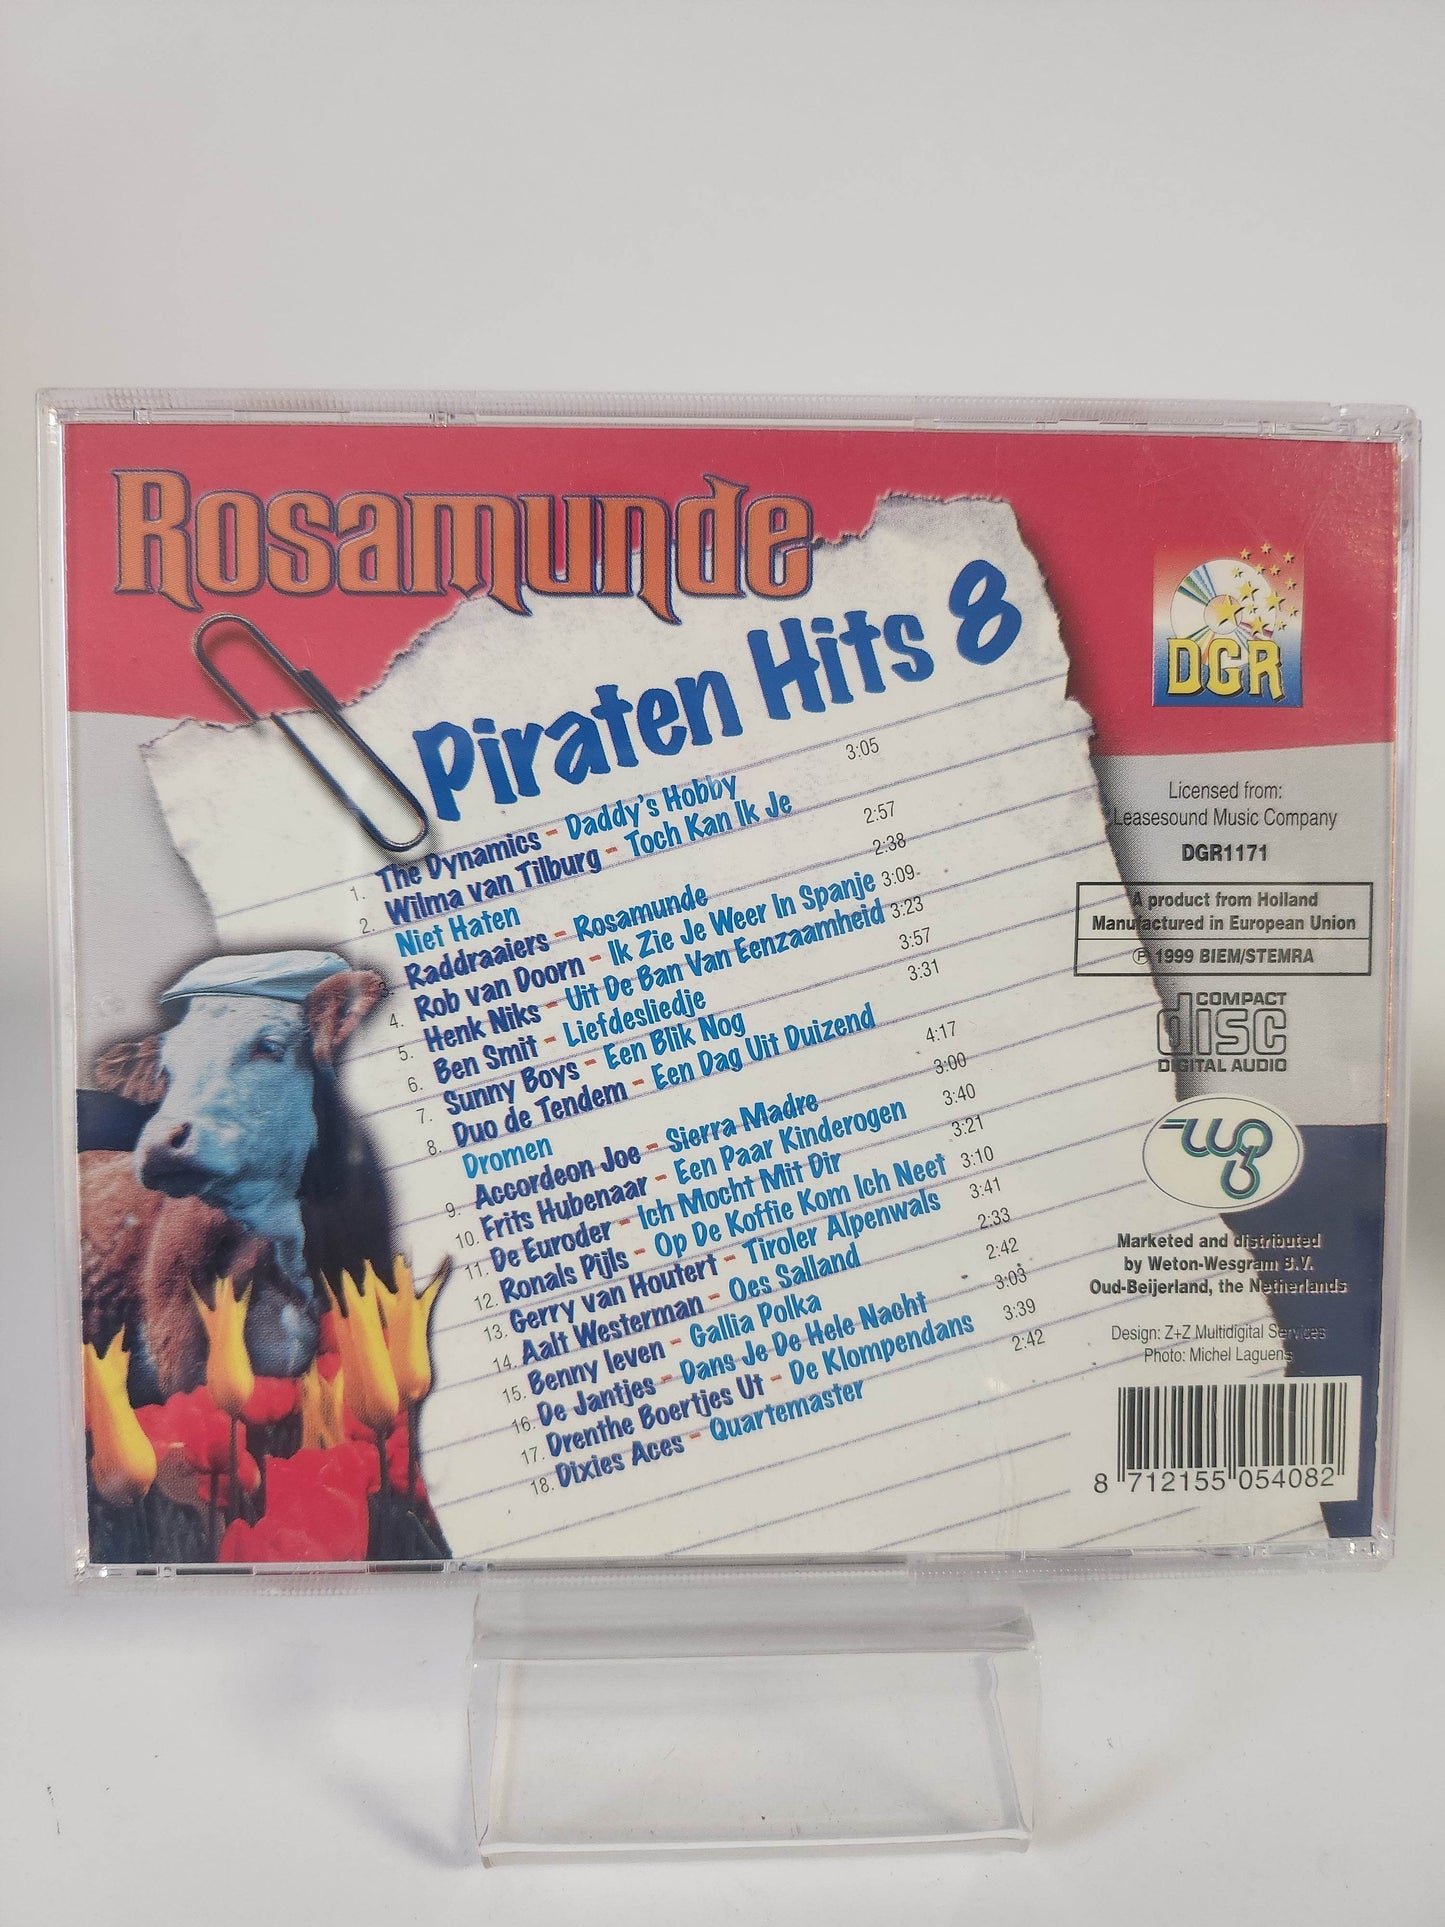 Rosamunde
Piraten Hits 8
1. The Dynamics - Daddy's Hobby 3:05
2. Wilma van Tilburg - Toch Kan Ik Je
Niet Haten 2:57
3. Raddraaiers - Rosamunde 2:38
4. Rob van Doorn - Ik Zie Je Weer In Spanje 3:09
5. Henk Niks - Uit De Ban Van Eenzaamheid 3:23
6. Ben Smit - Liefdesliedje 3:57
7. Sunny Boys - Een Blik Nog 3:31
8. Duo de Tendem - Een Dag Uit Duizend
Dromen 4:17
9. Accordeon Joe - Sierra Madre 3:00
10. Frits Hubenaar - Een Paar Kinderogen 3:40
11. De Euroder - Ich Mocht Mit Dir 3:21
12. Ronals Pijls - Op De Koffie Kom Ich Neet 3:10
13. Gerry van Houtert - Tiroler Alpenwals 3:41
14. Aalt Westerman - Oes Salland 2:33
15. Benny Ieven - Gallia Polka 2:42
16. De Jantjes - Dans Je De Hele Nacht 3:03
17. Drenthe Boertjes Ut - De Klompendans 3:39
18. Dixies Aces - Quartemaster 2:42
DGR
Licensed from:
Leasesound Music Company
DGR1171
A product from Holland
Manufactured in European Union
℗ 1999 BIEM/STEMRA
COMPACT
disc
DIGITAL AUDIO
Marketed and distributed
by Weton-Wesgram B.V.
Oud-Beijerland, the Netherlands
Design: Z+Z Multidigital Services
Photo: Michel Laguens
8 712155 054082